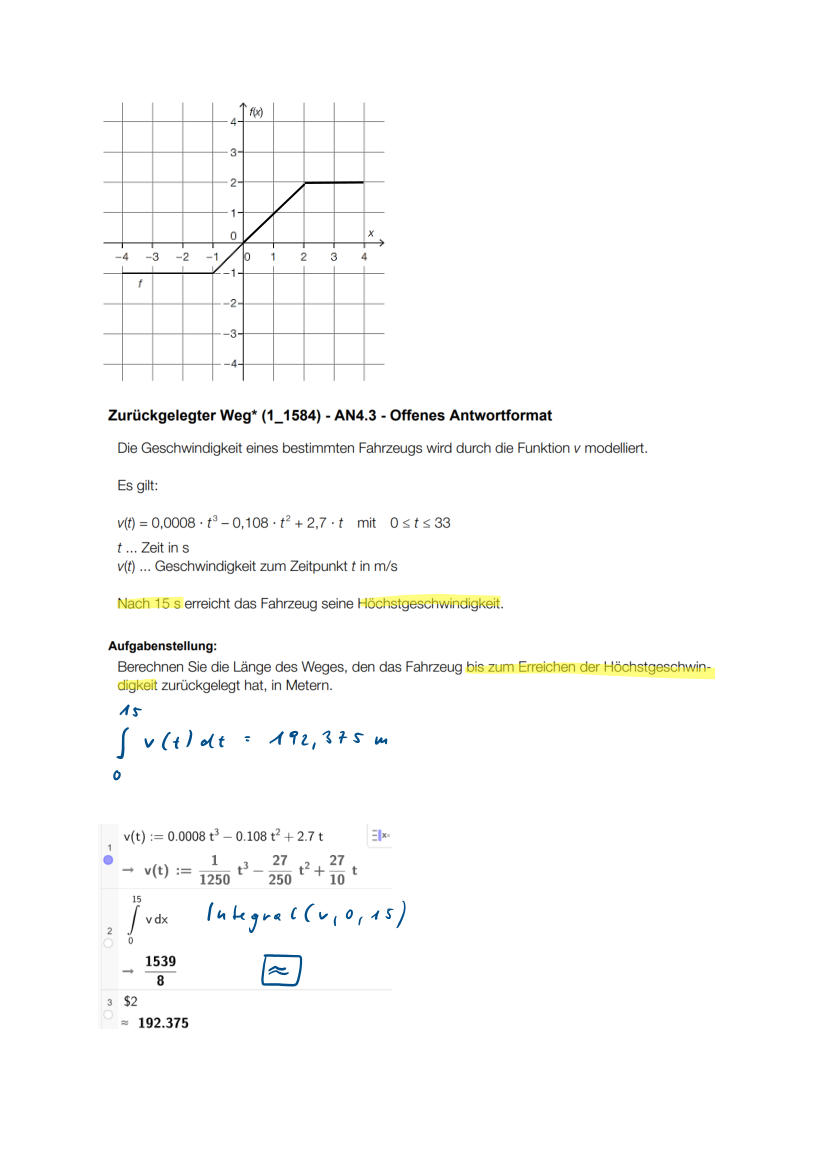 f(x)
4
3
2
1
0
x
−4 −3 −2 −1 0 1 2 3 4
f
−1
−2
−3
−4
Zurückgelegter Weg* (1_1584) - AN4.3 - Offenes Antwortformat
Die Geschwindigkeit eines bestimmten Fahrzeugs wird durch die Funktion v modelliert.
Es gilt:
v(t) = 0,0008 · t³ – 0,108 · t² + 2,7 · t mit 0 ≤ t ≤ 33
t ... Zeit in s
v(t) ... Geschwindigkeit zum Zeitpunkt t in m/s
Nach 15 s erreicht das Fahrzeug seine Höchstgeschwindigkeit.
Aufgabenstellung:
Berechnen Sie die Länge des Weges, den das Fahrzeug bis zum Erreichen der Höchstgeschwin-
digkeit zurückgelegt hat, in Metern.
15
∫ v(t) dt = 192,375 m
0
v(t) := 0.0008 t³ − 0.108 t² + 2.7 t
1
→ v(t) := 1/1250 t³ − 27/250 t² + 27/10 t
15
∫ v dx Integral(v, 0, 15)
2
0
→ 1539/8 ≈
3 $2
≈ 192.375